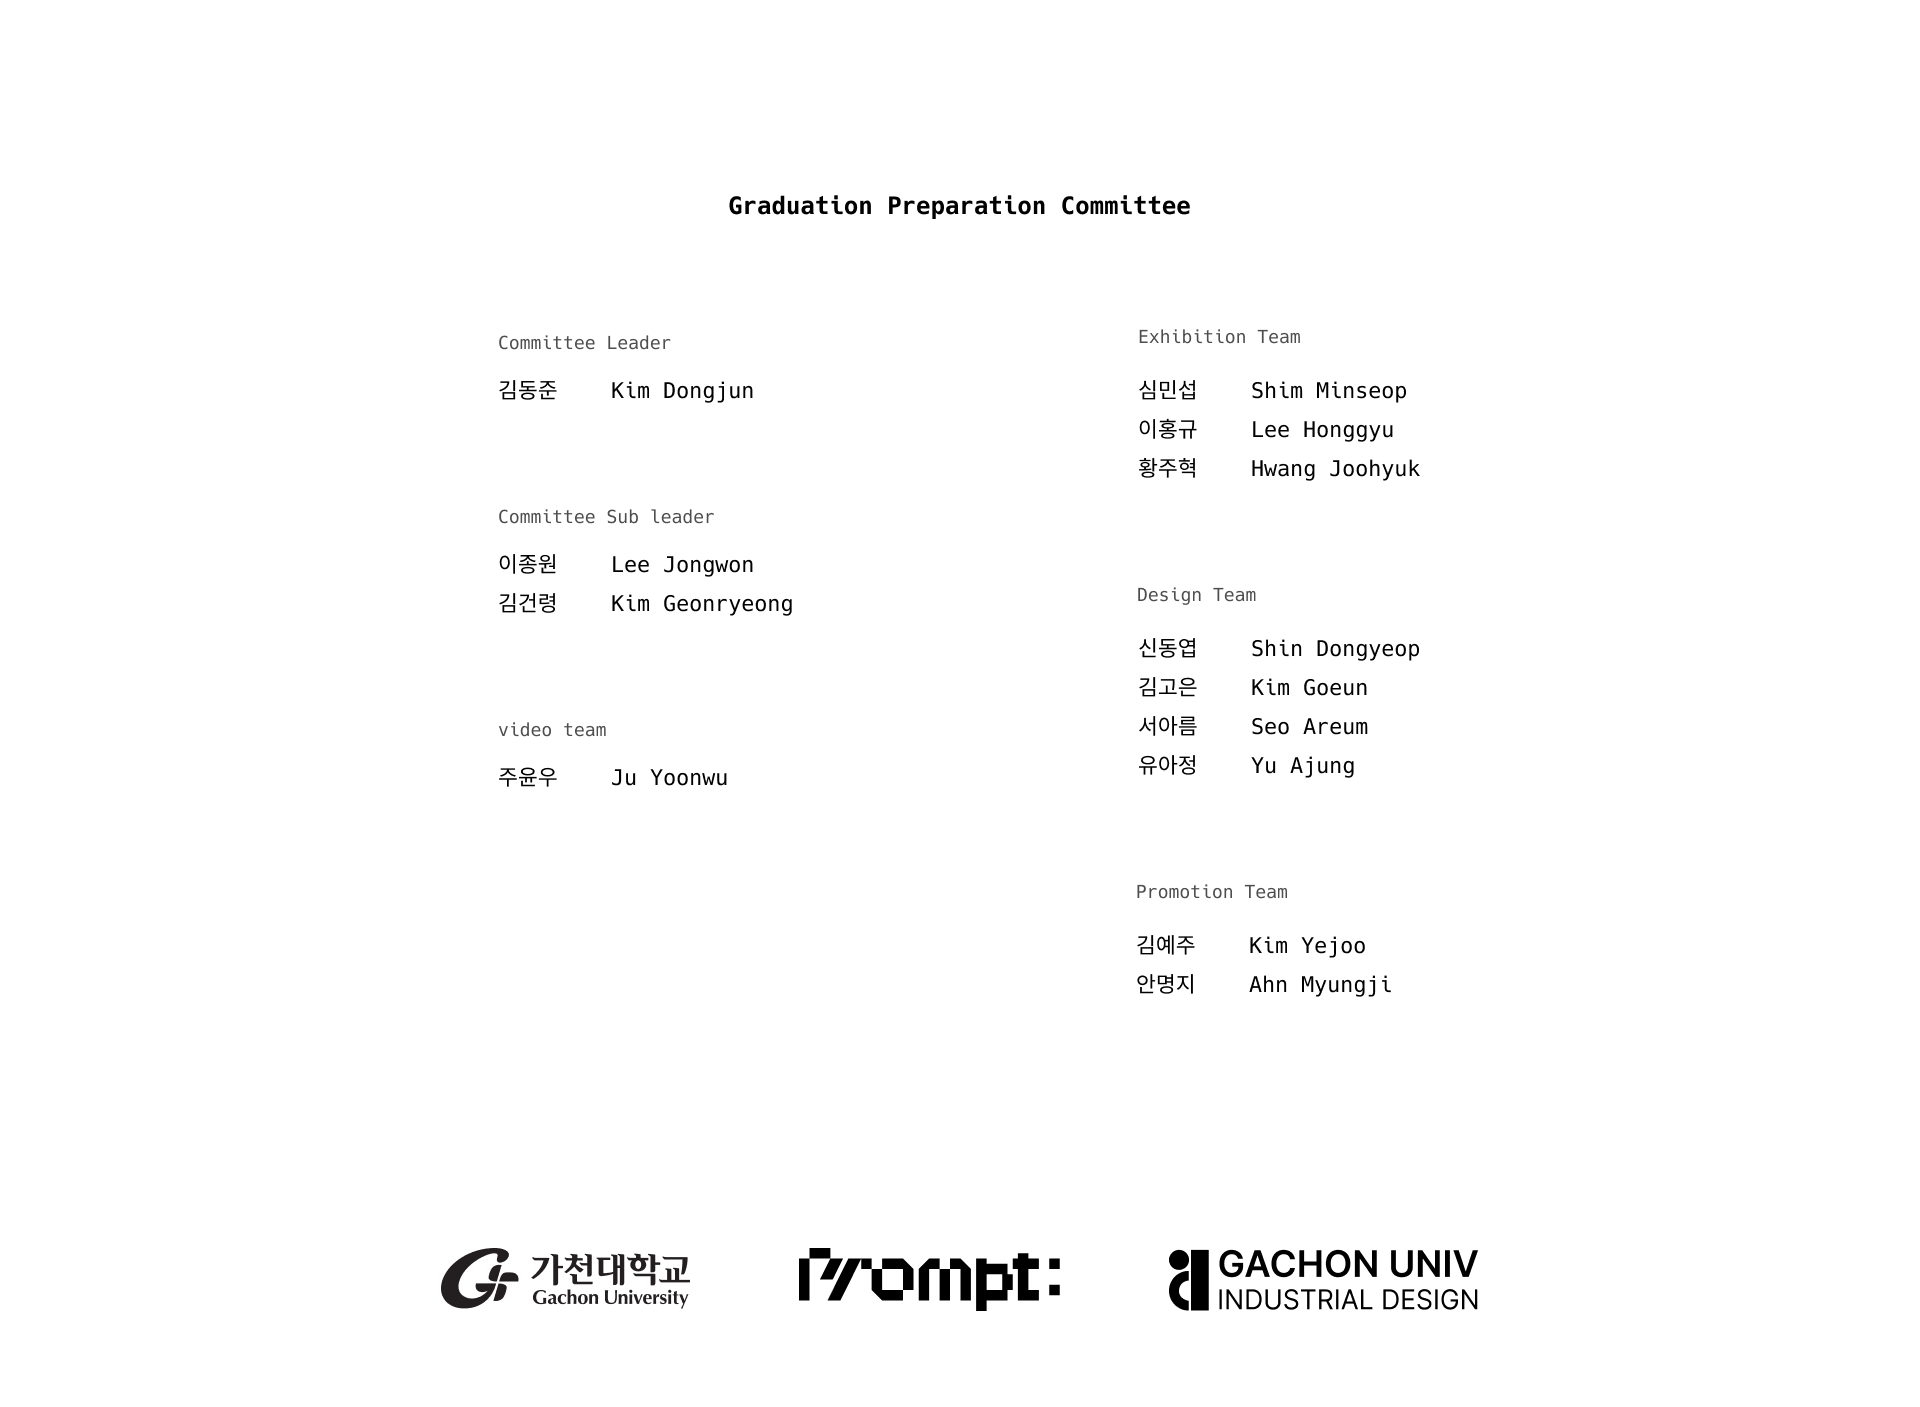 Graduation Preparation Committee
Committee Leader
김동준 Kim Dongjun
Committee Sub leader
이종원 Lee Jongwon
김건령 Kim Geonryeong
video team
주윤우 Ju Yoonwu
Exhibition Team
심민섭 Shim Minseop
이홍규 Lee Honggyu
황주혁 Hwang Joohyuk
Design Team
신동엽 Shin Dongyeop
김고은 Kim Goeun
서아름 Seo Areum
유아정 Yu Ajung
Promotion Team
김예주 Kim Yejoo
안명지 Ahn Myungji
가천대학교
Gachon University
Prompt:
GACHON UNIV
INDUSTRIAL DESIGN